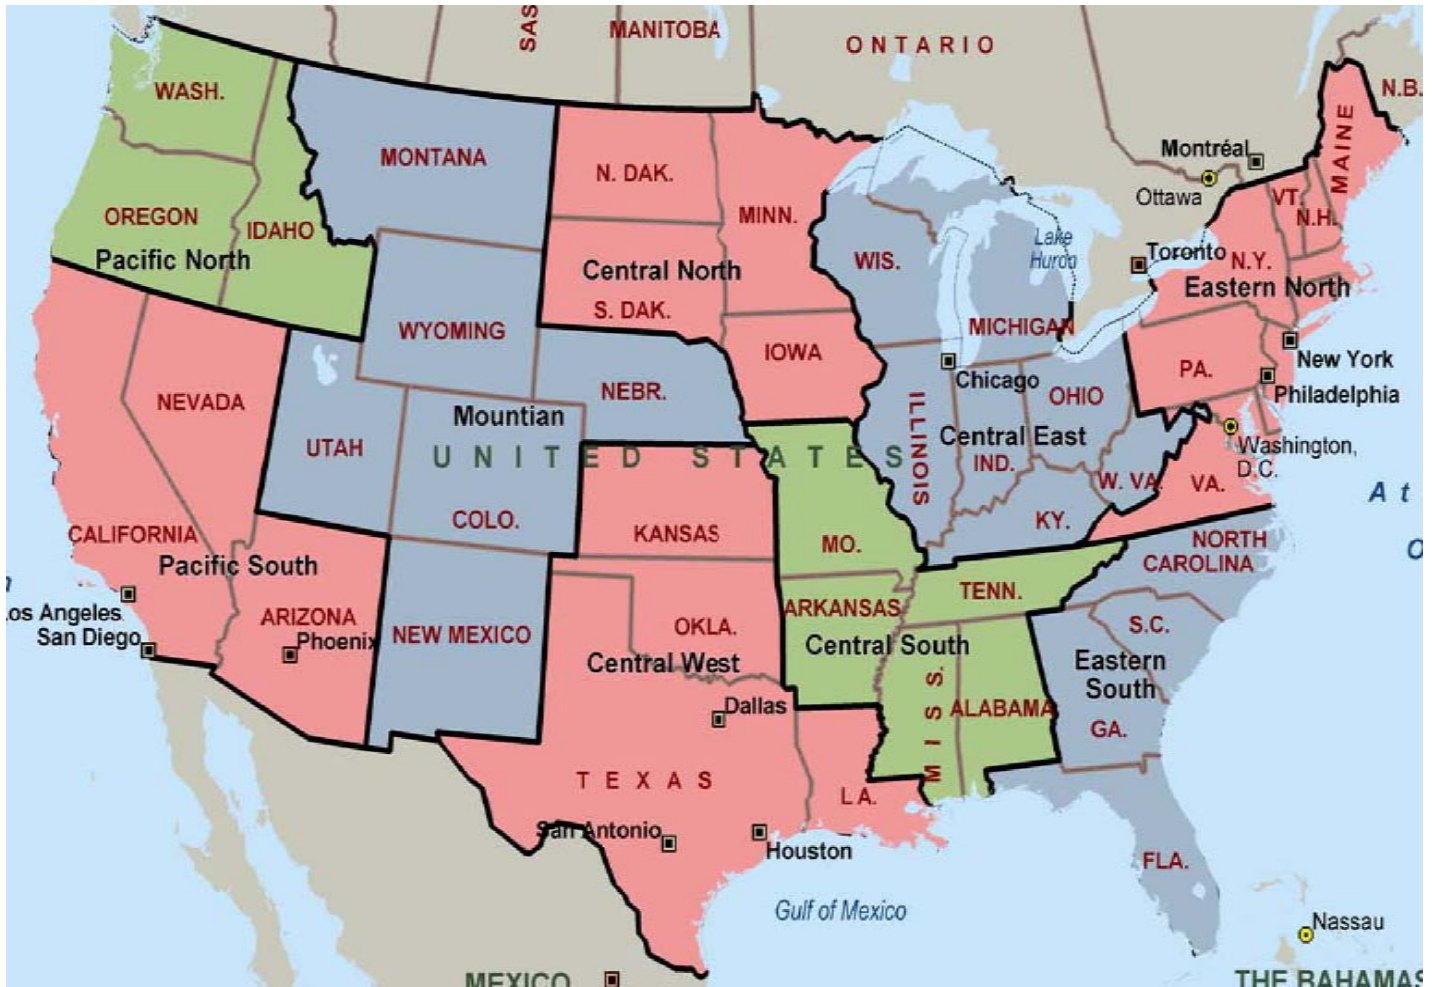 SAS
MANITOBA
ONTARIO
N.B.
WASH.
MONTANA
N. DAK.
MINN.
Montréal
Ottawa
MAINE
VT.
N.H.
OREGON
IDAHO
Pacific North
WIS.
Lake
Huron
Toronto
N.Y.
Eastern North
Central North
S. DAK.
WYOMING
MICHIGAN
IOWA
New York
PA.
Philadelphia
NEVADA
NEBR.
Chicago
OHIO
Mountian
UTAH
UNITED STATES
ILLINOIS
Central East
IND.
Washington,
D.C.
W. VA.
VA.
At
COLO.
KANSAS
KY.
CALIFORNIA
MO.
NORTH
CAROLINA
O
Pacific South
TENN.
Los Angeles
ARIZONA
ARKANSAS
San Diego
Phoenix
NEW MEXICO
OKLA.
Central South
S.C.
Central West
Eastern
South
MISS.
Dallas
ALABAMA
GA.
TEXAS
LA.
San Antonio
Houston
FLA.
Gulf of Mexico
Nassau
MEXICO
THE BAHAMAS